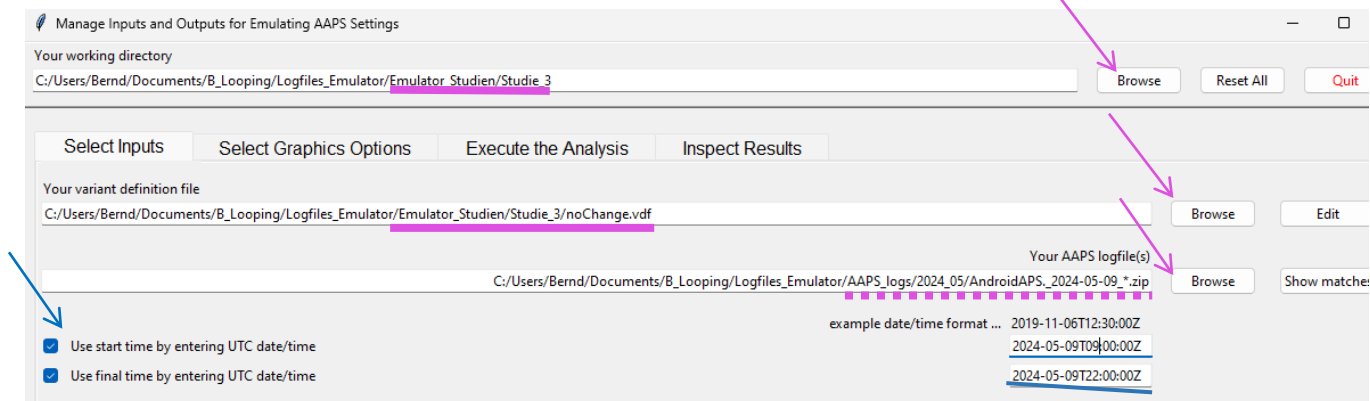 Manage Inputs and Outputs for Emulating AAPS Settings
Your working directory
C:/Users/Bernd/Documents/B_Looping/Logfiles_Emulator/Emulator_Studien/Studie_3 Browse Reset All Quit
Select Inputs Select Graphics Options Execute the Analysis Inspect Results
Your variant definition file
C:/Users/Bernd/Documents/B_Looping/Logfiles_Emulator/Emulator_Studien/Studie_3/noChange.vdf Browse Edit
Your AAPS logfile(s)
C:/Users/Bernd/Documents/B_Looping/Logfiles_Emulator/AAPS_logs/2024_05/AndroidAPS._2024-05-09_*.zip Browse Show matches
example date/time format ... 2019-11-06T12:30:00Z
Use start time by entering UTC date/time 2024-05-09T09:00:00Z
Use final time by entering UTC date/time 2024-05-09T22:00:00Z